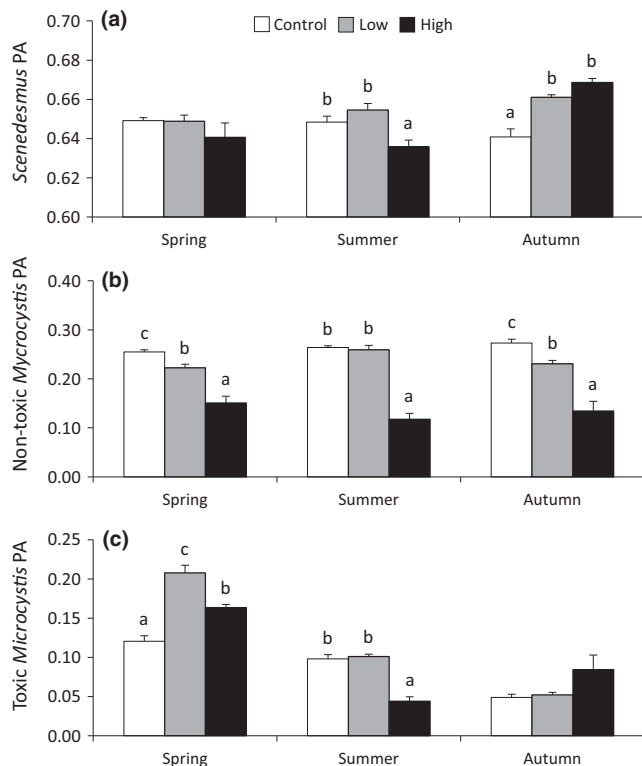 (a)
Control Low High
Scenedesmus PA
0.70
0.68
0.66
0.64
0.62
0.60
b b a
a b b
Spring Summer Autumn
(b)
Non-toxic Mycrocystis PA
0.40
0.30
0.20
0.10
0.00
c b a
b b a
c b a
Spring Summer Autumn
(c)
Toxic Microcystis PA
0.25
0.20
0.15
0.10
0.05
0.00
a c b
b b a
Spring Summer Autumn